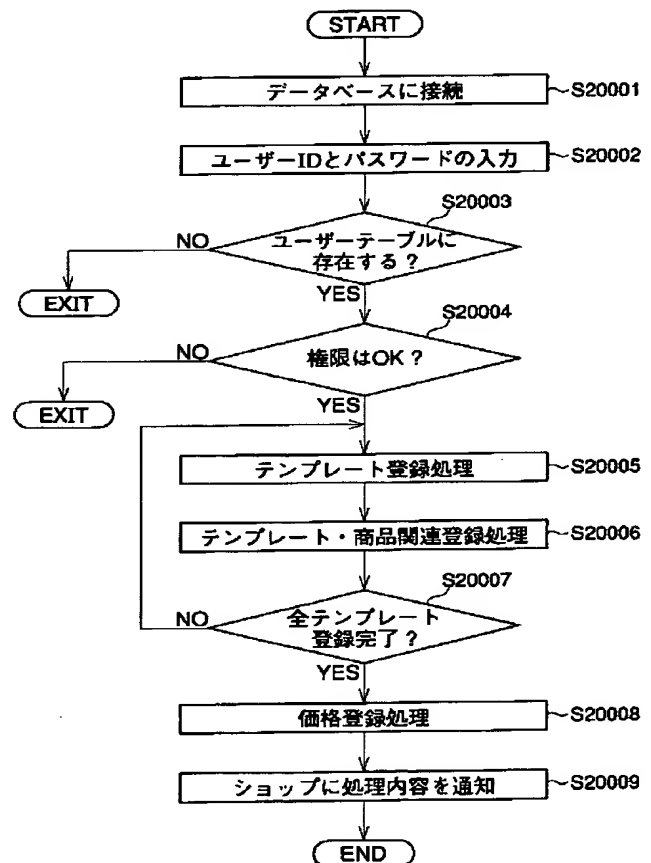 START
データベースに接続
S20001
ユーザーIDとパスワードの入力
S20002
S20003
ユーザーテーブルに
存在する？
NO
EXIT
YES
S20004
権限はOK？
NO
EXIT
YES
テンプレート登録処理
S20005
テンプレート・商品関連登録処理
S20006
S20007
全テンプレート
登録完了？
NO
YES
価格登録処理
S20008
ショップに処理内容を通知
S20009
END